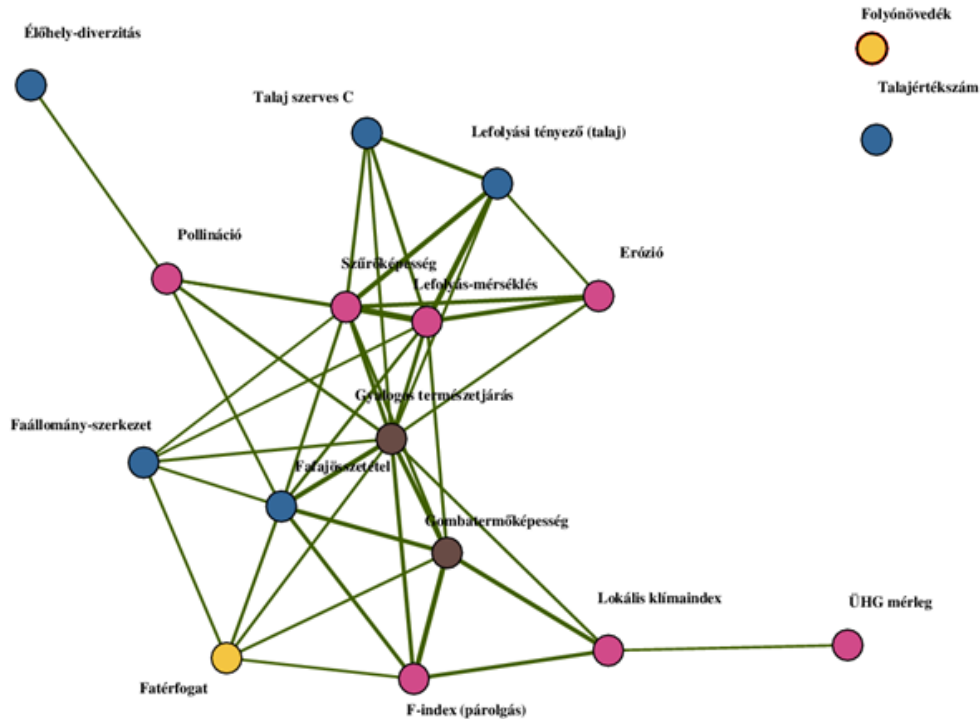 Folyónövedék
Élőhely-diverzitás
Talajértékszám
Talaj szerves C
Lefolyási tényező (talaj)
Pollináció
Erózió
Szűrőképesség
Lefolyás-mérséklés
Gyalogos természetjárás
Faállomány-szerkezet
Fafajösszetétel
Gombatermőképesség
Lokális klímaindex
ÜHG mérleg
Fatérfogat
F-index (párolgás)